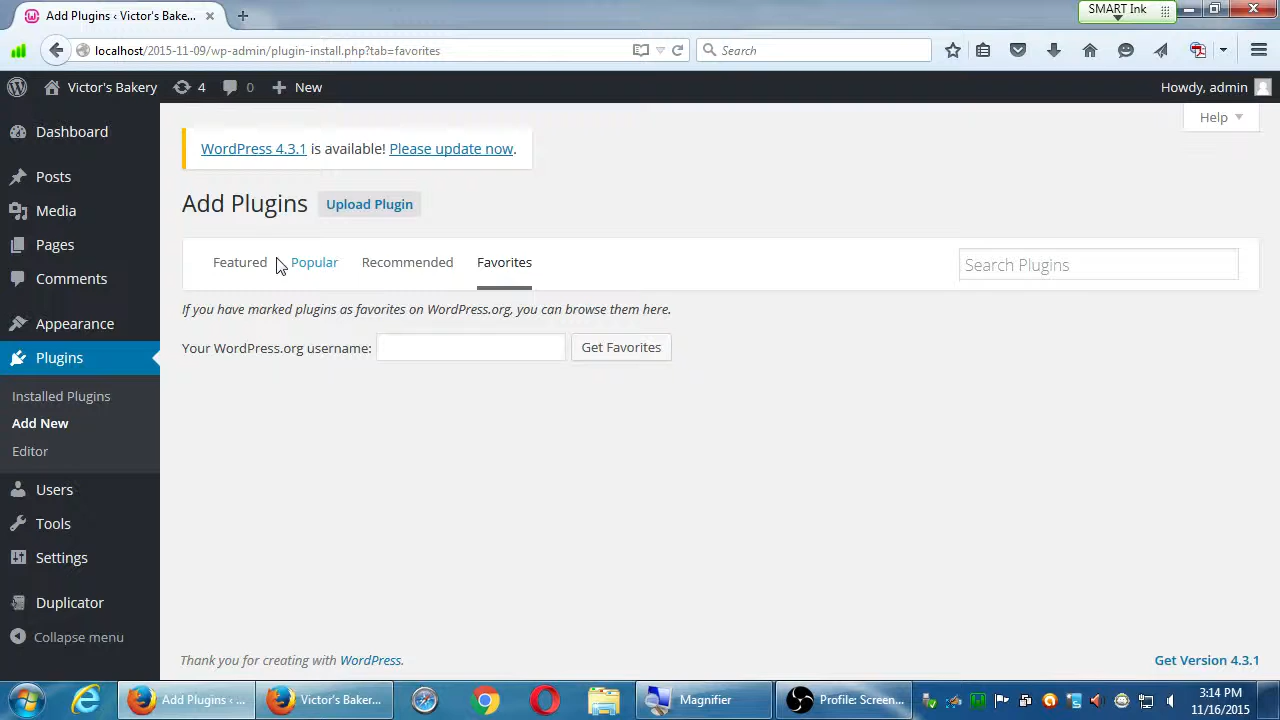 Add Plugins ‹ Victor's Bakery...
SMART Ink
localhost/2015-11-09/wp-admin/plugin-install.php?tab=favorites
Search
Victor's Bakery
4
0
New
Howdy, admin
Dashboard
Posts
Media
Pages
Comments
Appearance
Plugins
Installed Plugins
Add New
Editor
Users
Tools
Settings
Duplicator
Collapse menu
Help
WordPress 4.3.1 is available! Please update now.
Add Plugins Upload Plugin
Featured Popular Recommended Favorites
Search Plugins
If you have marked plugins as favorites on WordPress.org, you can browse them here.
Your WordPress.org username: Get Favorites
Thank you for creating with WordPress.
Get Version 4.3.1
Add Plugins ‹ ...
Victor's Baker...
Magnifier
Profile: Screen...
3:14 PM
11/16/2015